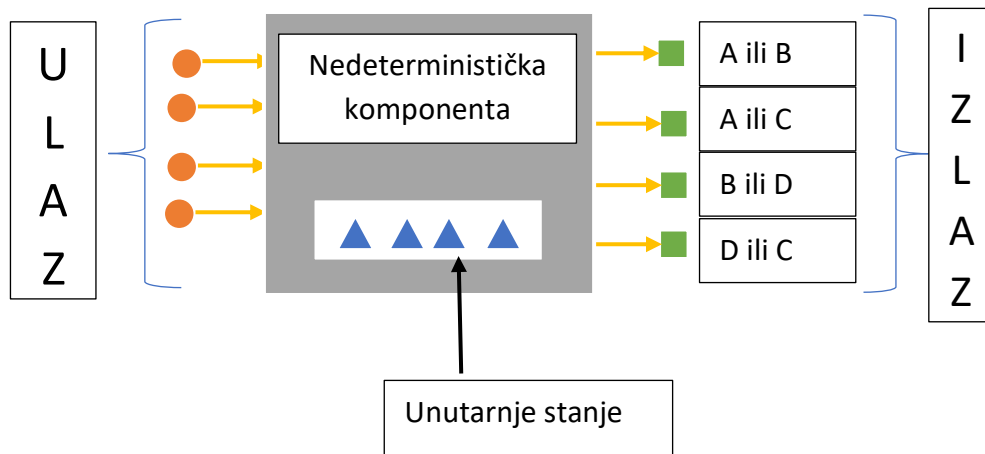 U
L
A
Z
Nedeterministička
komponenta
A ili B
A ili C
B ili D
D ili C
I
Z
L
A
Z
Unutarnje stanje